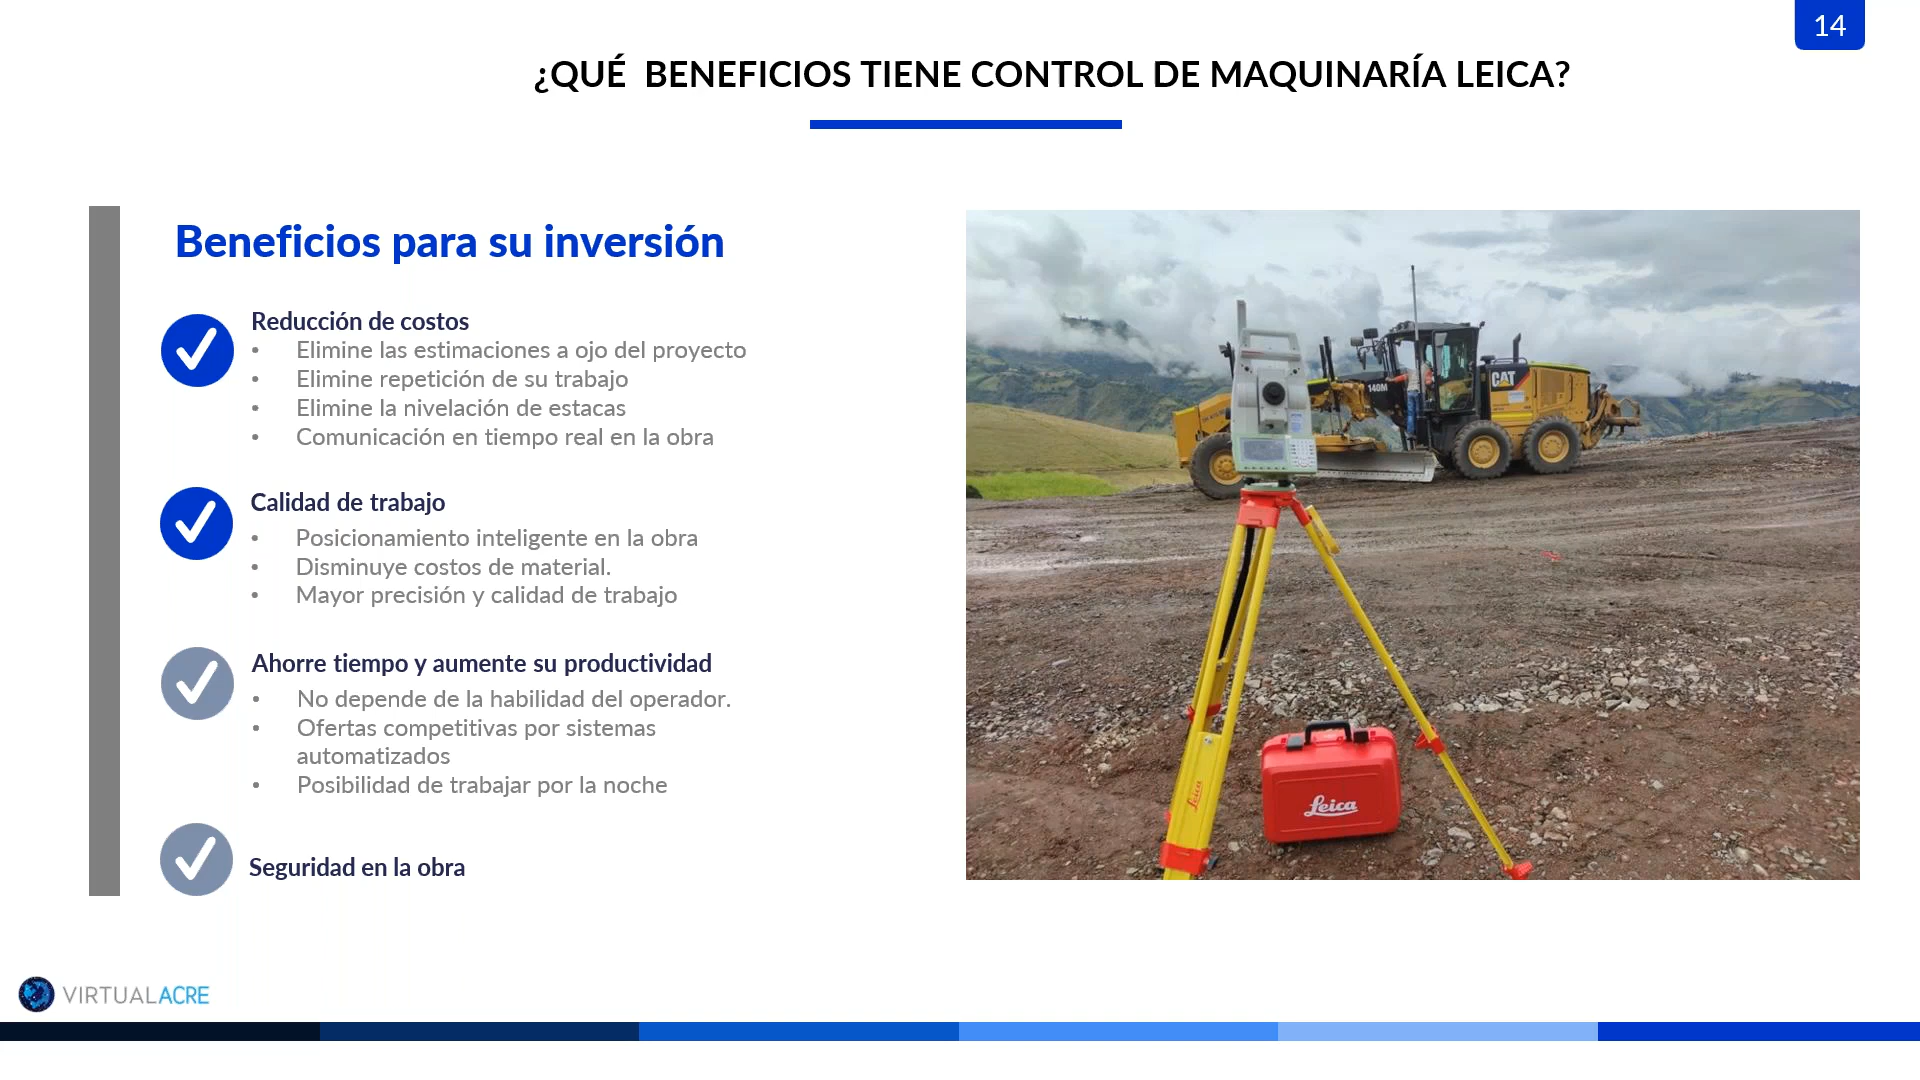 14
¿QUÉ  BENEFICIOS TIENE CONTROL DE MAQUINARÍA LEICA?
Beneficios para su inversión
Reducción de costos
• Elimine las estimaciones a ojo del proyecto
• Elimine repetición de su trabajo
• Elimine la nivelación de estacas
• Comunicación en tiempo real en la obra
Calidad de trabajo
• Posicionamiento inteligente en la obra
• Disminuye costos de material.
• Mayor precisión y calidad de trabajo
Ahorre tiempo y aumente su productividad
• No depende de la habilidad del operador.
• Ofertas competitivas por sistemas
automatizados
• Posibilidad de trabajar por la noche
Seguridad en la obra
140M
CAT
Leica
Leica
VIRTUALACRE